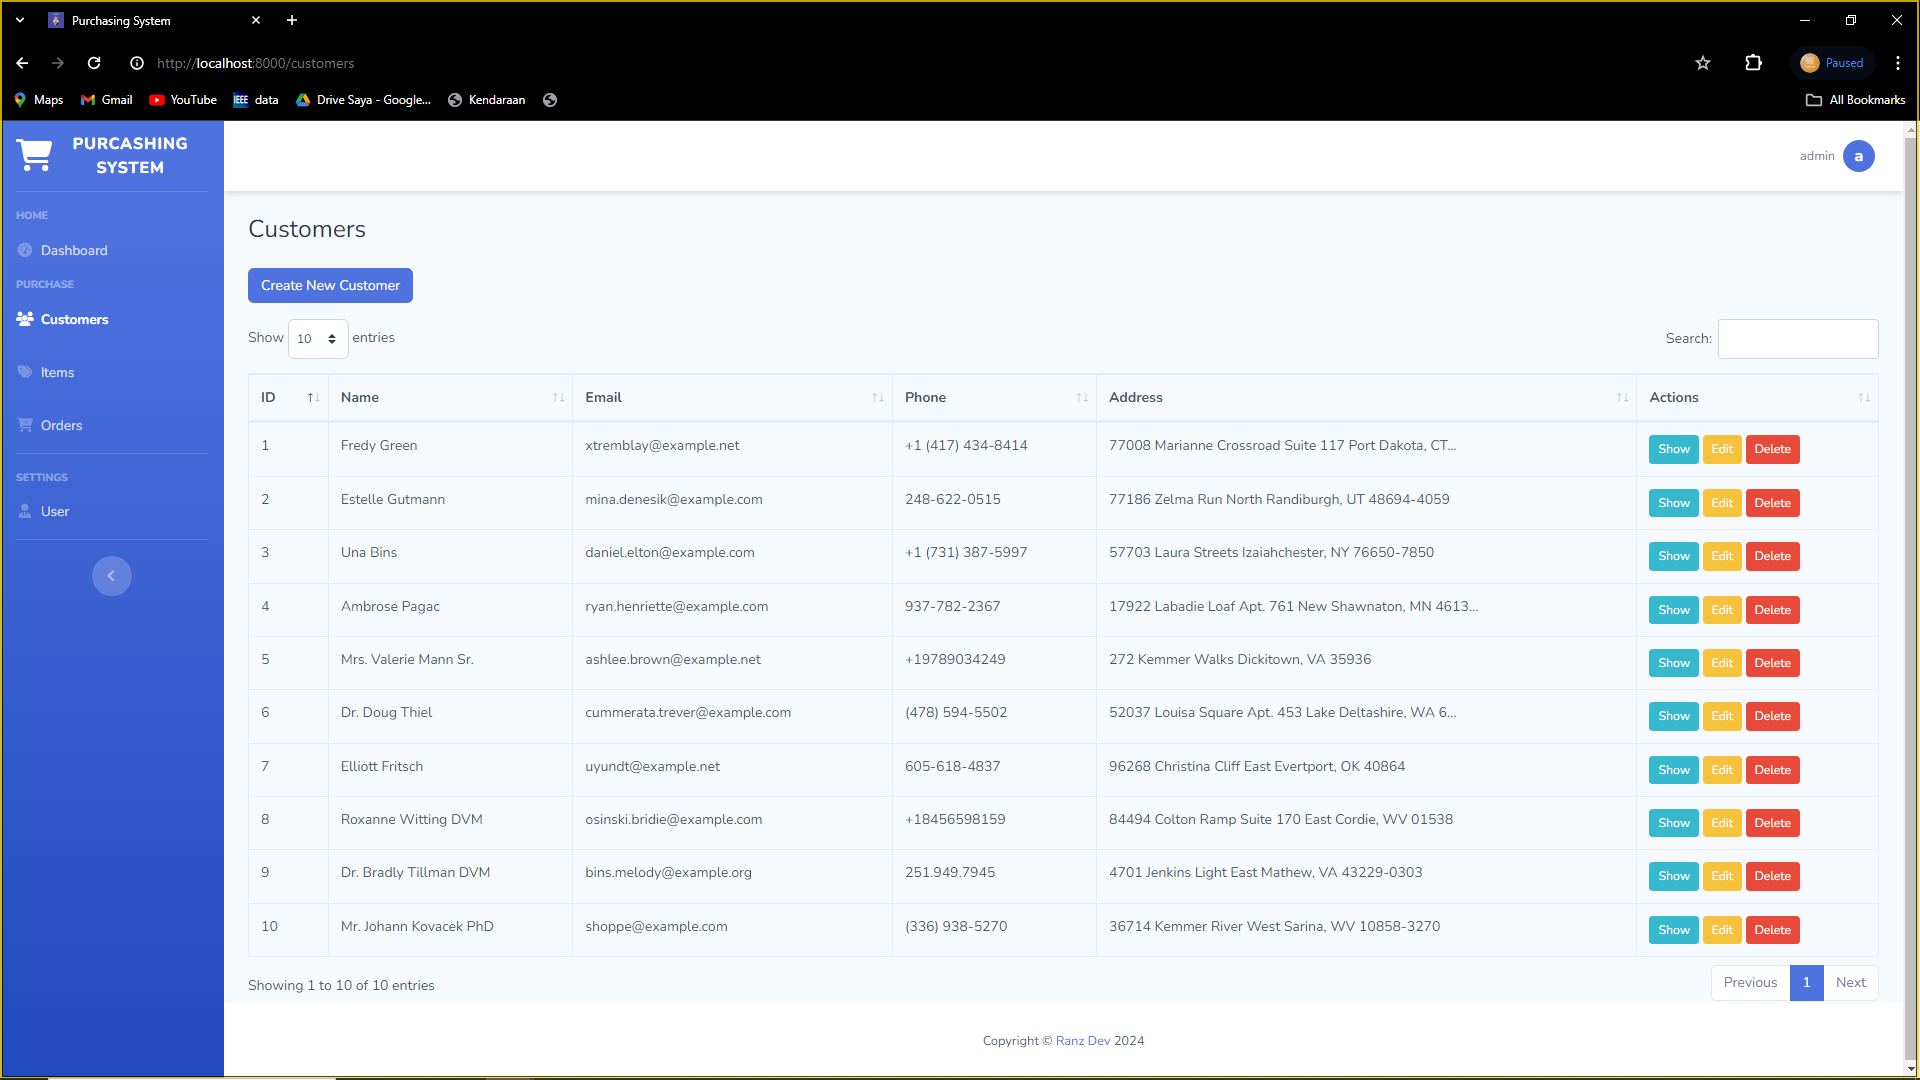 Purchasing System
http://localhost:8000/customers
Paused
Maps Gmail YouTube IEEE data Drive Saya - Google... Kendaraan
All Bookmarks
PURCASHING
SYSTEM
admin a
HOME
Dashboard
PURCHASE
Customers
Items
Orders
SETTINGS
User
Customers
Create New Customer
Show 10 entries
Search:
ID Name Email Phone Address Actions
1 Fredy Green xtremblay@example.net +1 (417) 434-8414 77008 Marianne Crossroad Suite 117 Port Dakota, CT... Show Edit Delete
2 Estelle Gutmann mina.denesik@example.com 248-622-0515 77186 Zelma Run North Randiburgh, UT 48694-4059 Show Edit Delete
3 Una Bins daniel.elton@example.com +1 (731) 387-5997 57703 Laura Streets Izaiahchester, NY 76650-7850 Show Edit Delete
4 Ambrose Pagac ryan.henriette@example.com 937-782-2367 17922 Labadie Loaf Apt. 761 New Shawnaton, MN 4613... Show Edit Delete
5 Mrs. Valerie Mann Sr. ashlee.brown@example.net +19789034249 272 Kemmer Walks Dickitown, VA 35936 Show Edit Delete
6 Dr. Doug Thiel cummerata.trever@example.com (478) 594-5502 52037 Louisa Square Apt. 453 Lake Deltashire, WA 6... Show Edit Delete
7 Elliott Fritsch uyundt@example.net 605-618-4837 96268 Christina Cliff East Evertport, OK 40864 Show Edit Delete
8 Roxanne Witting DVM osinski.bridie@example.com +18456598159 84494 Colton Ramp Suite 170 East Cordie, WV 01538 Show Edit Delete
9 Dr. Bradly Tillman DVM bins.melody@example.org 251.949.7945 4701 Jenkins Light East Mathew, VA 43229-0303 Show Edit Delete
10 Mr. Johann Kovacek PhD shoppe@example.com (336) 938-5270 36714 Kemmer River West Sarina, WV 10858-3270 Show Edit Delete
Showing 1 to 10 of 10 entries
Previous 1 Next
Copyright © Ranz Dev 2024